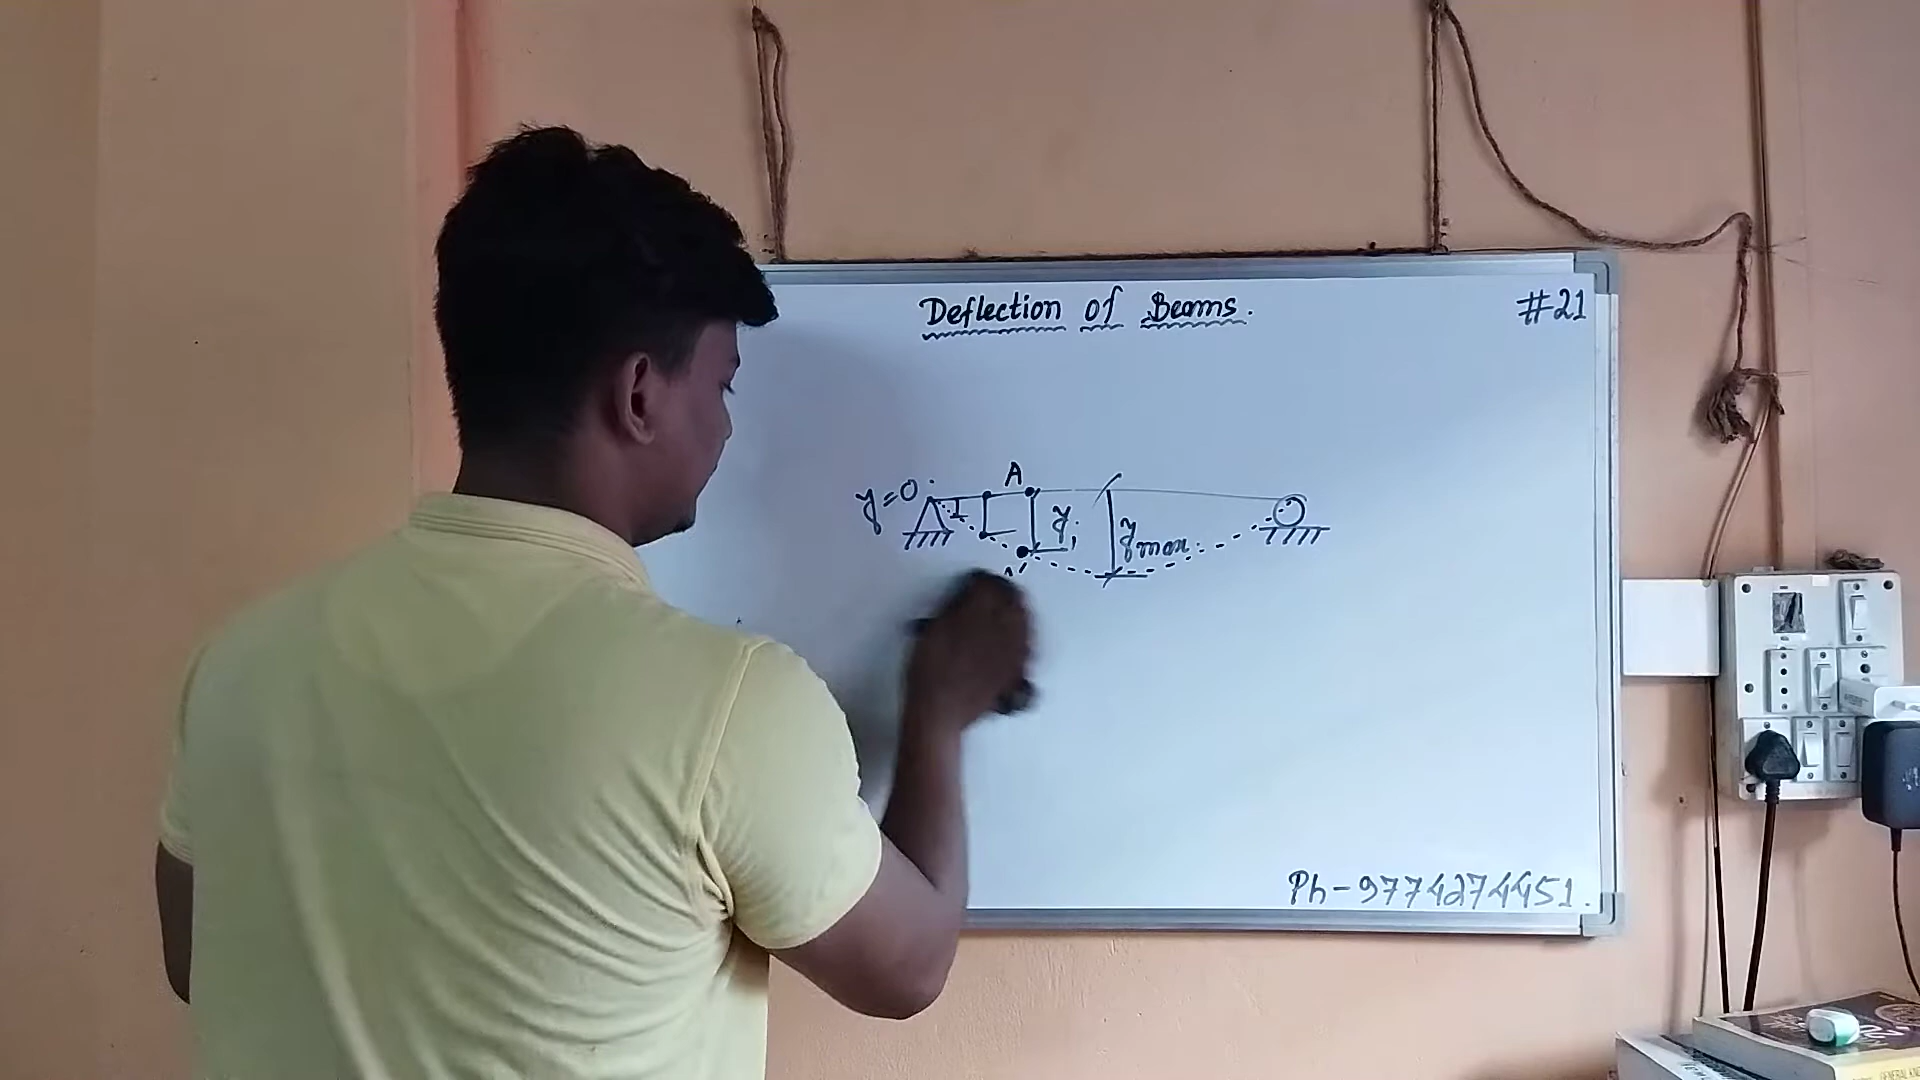 Deflection of Beams.
#21
A
y=0
y1
ymax
A'
Ph-9774274451.